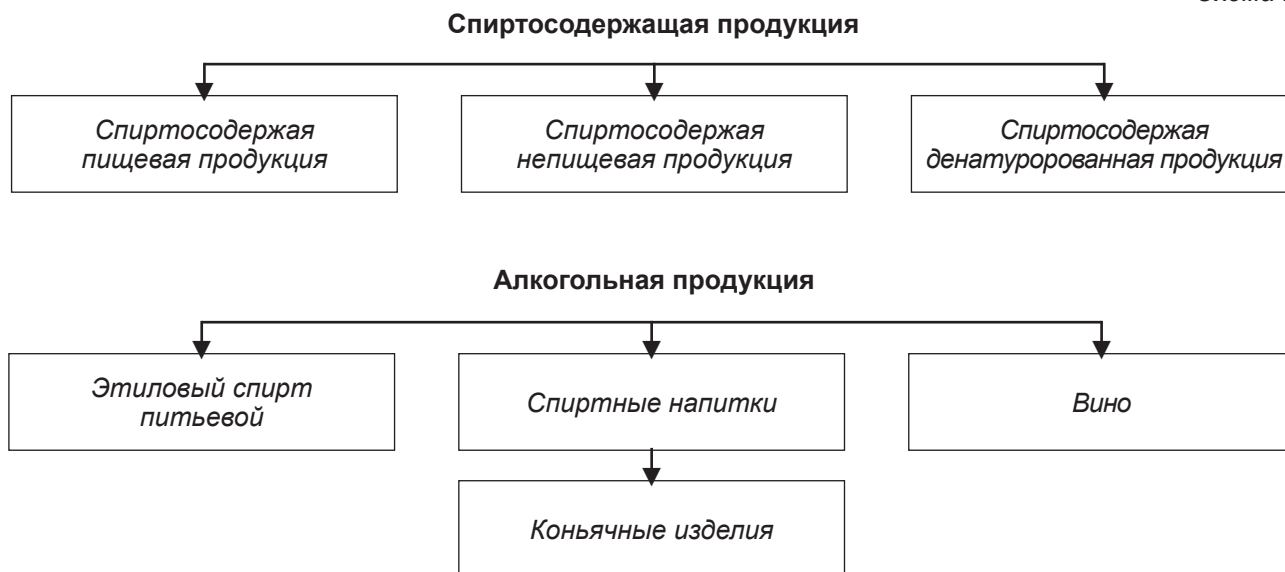 Спиртосодержащая продукция
Спиртосодержая
пищевая продукция
Спиртосодержая
непищевая продукция
Спиртосодержая
денатуророванная продукция
Алкогольная продукция
Этиловый спирт
питьевой
Спиртные напитки
Вино
Коньячные изделия